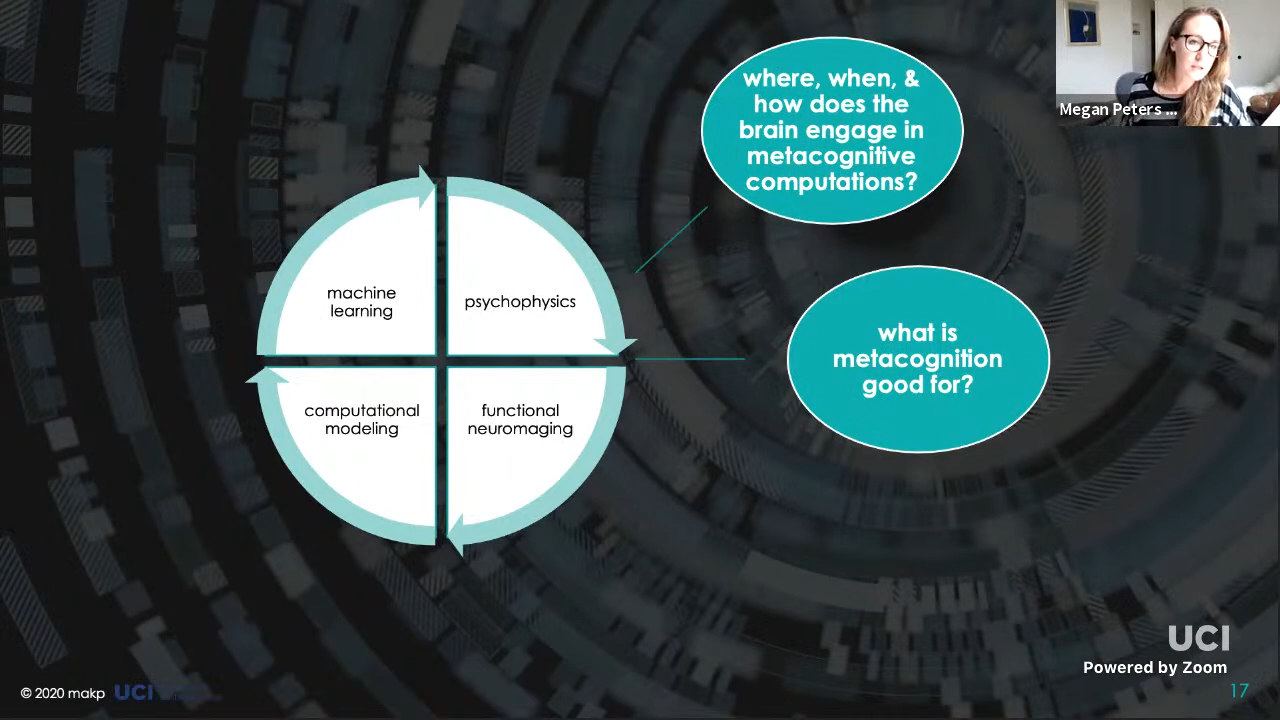 where, when, &
how does the
brain engage in
metacognitive
computations?
Megan Peters ...
machine
learning
psychophysics
what is
metacognition
good for?
computational
modeling
functional
neuromaging
UCI
Powered by Zoom
© 2020 makp UCI
17